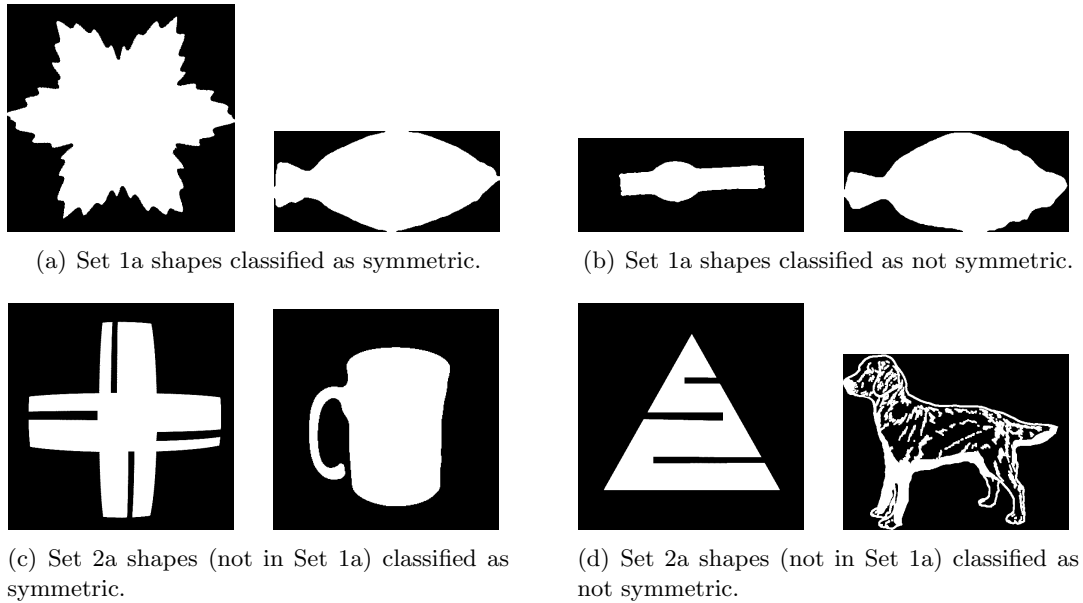 (a) Set 1a shapes classified as symmetric.
(b) Set 1a shapes classified as not symmetric.
(c) Set 2a shapes (not in Set 1a) classified as
symmetric.
(d) Set 2a shapes (not in Set 1a) classified as
not symmetric.